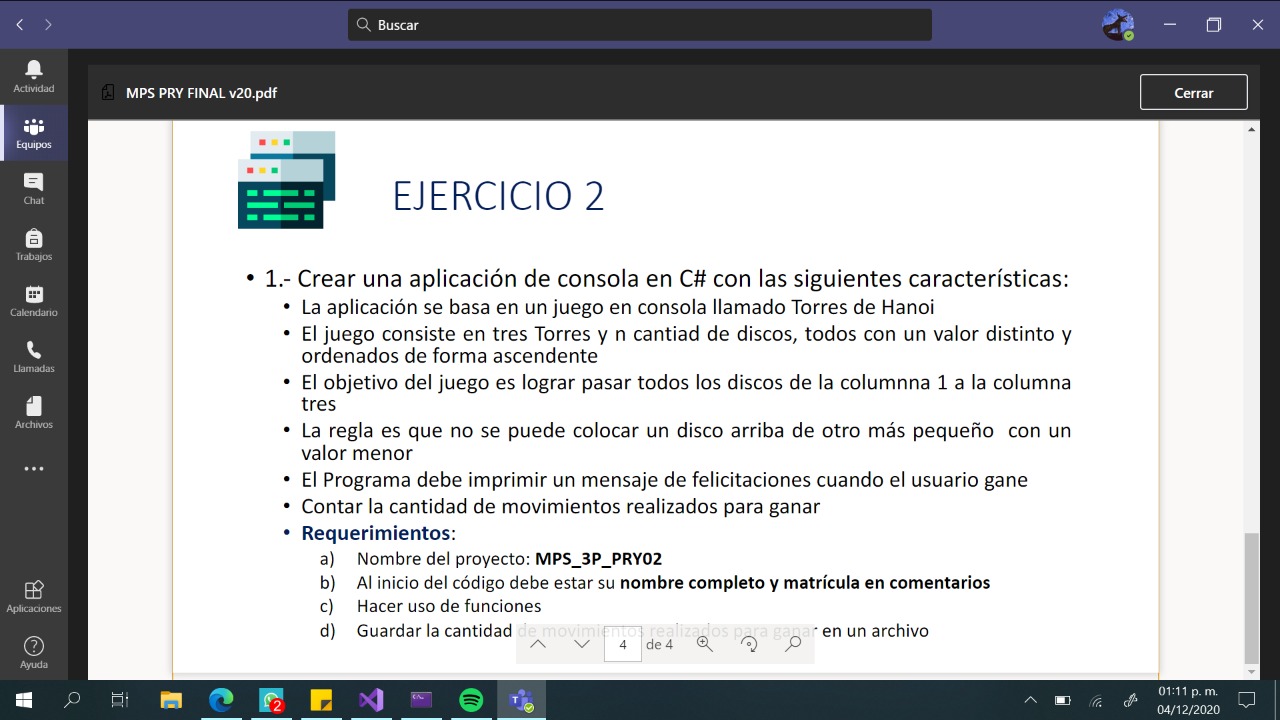 Buscar
Actividad
Equipos
Chat
Trabajos
Calendario
Llamadas
Archivos
Aplicaciones
Ayuda
MPS PRY FINAL v20.pdf
Cerrar
EJERCICIO 2
• 1.- Crear una aplicación de consola en C# con las siguientes características:
• La aplicación se basa en un juego en consola llamado Torres de Hanoi
• El juego consiste en tres Torres y n cantiad de discos, todos con un valor distinto y
ordenados de forma ascendente
• El objetivo del juego es lograr pasar todos los discos de la columnna 1 a la columna
tres
• La regla es que no se puede colocar un disco arriba de otro más pequeño con un
valor menor
• El Programa debe imprimir un mensaje de felicitaciones cuando el usuario gane
• Contar la cantidad de movimientos realizados para ganar
• Requerimientos:
a) Nombre del proyecto: MPS_3P_PRY02
b) Al inicio del código debe estar su nombre completo y matrícula en comentarios
c) Hacer uso de funciones
d) Guardar la cantidad de movimientos realizados para ganar en un archivo
4 de 4
2
01:11 p. m.
04/12/2020